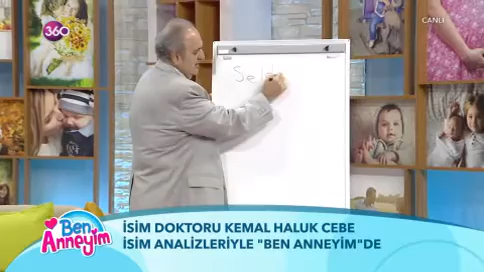 360
CANLI
Ben
Anneyim
İSİM DOKTORU KEMAL HALUK CEBE
İSİM ANALİZLERİYLE "BEN ANNEYİM"DE